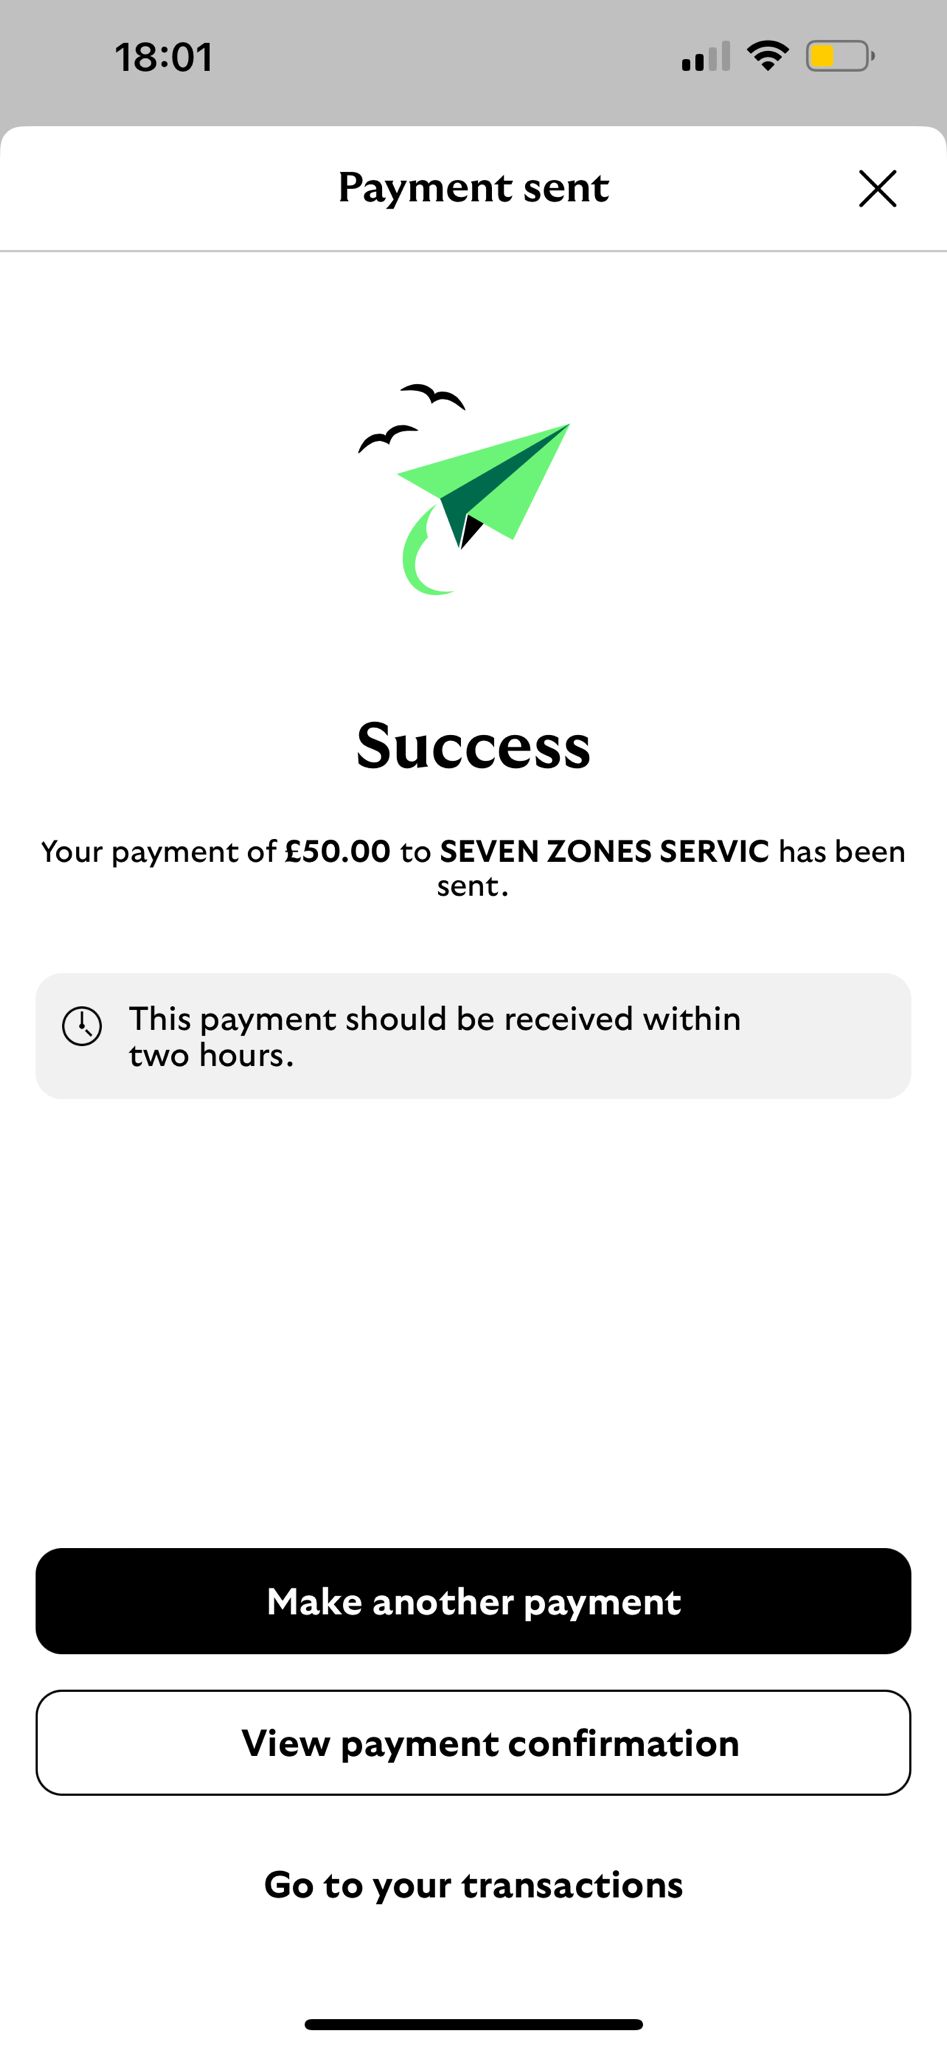 18:01
Payment sent
Success
Your payment of £50.00 to SEVEN ZONES SERVIC has been
sent.
This payment should be received within
two hours.
Make another payment
View payment confirmation
Go to your transactions